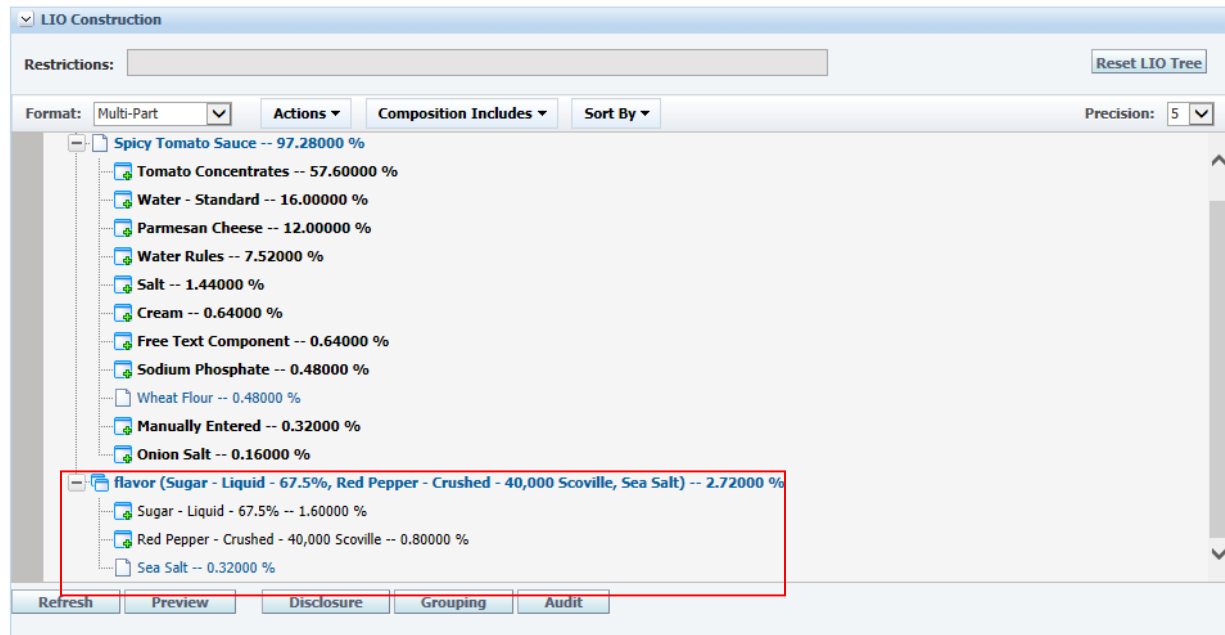 LIO Construction
Restrictions:
Reset LIO Tree
Format: Multi-Part Actions Composition Includes Sort By Precision: 5
Spicy Tomato Sauce -- 97.28000 %
Tomato Concentrates -- 57.60000 %
Water - Standard -- 16.00000 %
Parmesan Cheese -- 12.00000 %
Water Rules -- 7.52000 %
Salt -- 1.44000 %
Cream -- 0.64000 %
Free Text Component -- 0.64000 %
Sodium Phosphate -- 0.48000 %
Wheat Flour -- 0.48000 %
Manually Entered -- 0.32000 %
Onion Salt -- 0.16000 %
flavor (Sugar - Liquid - 67.5%, Red Pepper - Crushed - 40,000 Scoville, Sea Salt) -- 2.72000 %
Sugar - Liquid - 67.5% -- 1.60000 %
Red Pepper - Crushed - 40,000 Scoville -- 0.80000 %
Sea Salt -- 0.32000 %
Refresh Preview Disclosure Grouping Audit